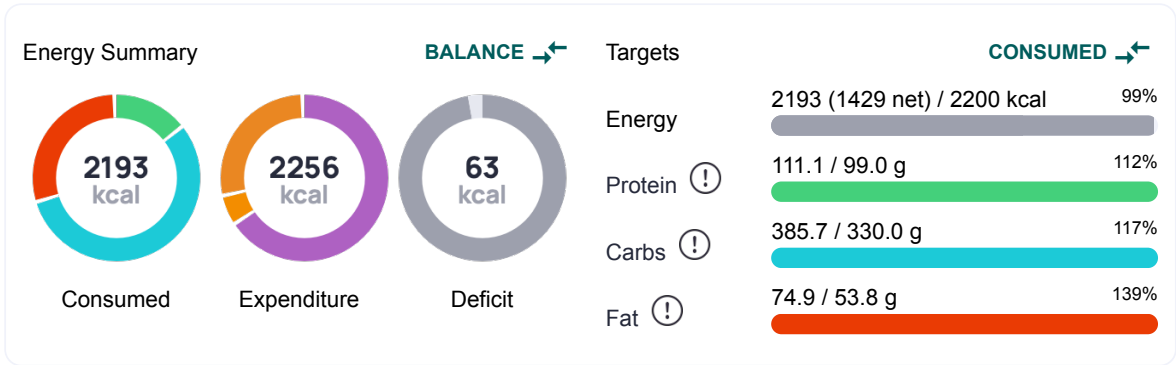 Energy Summary
BALANCE
2193
kcal
Consumed
2256
kcal
Expenditure
63
kcal
Deficit
Targets
CONSUMED
Energy
2193 (1429 net) / 2200 kcal
99%
Protein
111.1 / 99.0 g
112%
Carbs
385.7 / 330.0 g
117%
Fat
74.9 / 53.8 g
139%